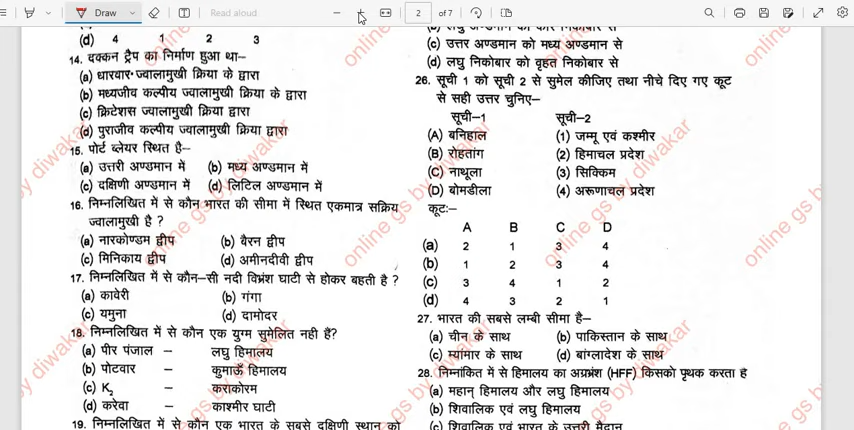 Draw
Read aloud
2 of 7
(d) 4 1 2 3
14. दक्कन ट्रैप का निर्माण हुआ था–
(a) धारवार ज्वालामुखी क्रिया के द्वारा
(b) मध्यजीव कल्पीय ज्वालामुखी क्रिया के द्वारा
(c) क्रिटेशस ज्वालामुखी क्रिया द्वारा
(d) पुराजीव कल्पीय ज्वालामुखी क्रिया द्वारा
15. पोर्ट ब्लेयर स्थित है–
(a) उत्तरी अण्डमान में (b) मध्य अण्डमान में
(c) दक्षिणी अण्डमान में (d) लिटिल अण्डमान में
16. निम्नलिखित में से कौन भारत की सीमा में स्थित एकमात्र सक्रिय
ज्वालामुखी है ?
(a) नारकोण्डम द्वीप (b) बैरन द्वीप
(c) मिनिकाय द्वीप (d) अमीनदीवी द्वीप
17. निम्नलिखित में से कौन–सी नदी विभ्रंश घाटी से होकर बहती है ?
(a) कावेरी (b) गंगा
(c) यमुना (d) दामोदर
18. निम्नलिखित में से कौन एक युग्म सुमेलित नही हैं?
(a) पीर पंजाल – लघु हिमालय
(b) पोटवार – कुमाऊँ हिमालय
(c) K2 – काराकोरम
(d) करेवा – काश्मीर घाटी
19. निम्नलिखित में से कौन एक भारत के सबसे दक्षिणी स्थान को
(c) उत्तर अण्डमान को मध्य अण्डमान से
(d) लघु निकोबार को वृहत निकोबार से
26. सूची 1 को सूची 2 से सुमेल कीजिए तथा नीचे दिए गए कूट
से सही उत्तर चुनिए–
सूची–1 सूची–2
(A) बनिहाल (1) जम्मू एवं कश्मीर
(B) रोहतांग (2) हिमाचल प्रदेश
(C) नाथूला (3) सिक्किम
(D) बोमडीला (4) अरूणाचल प्रदेश
कूटः–
A B C D
(a) 2 1 3 4
(b) 1 2 3 4
(c) 3 4 1 2
(d) 4 3 2 1
27. भारत की सबसे लम्बी सीमा है–
(a) चीन के साथ (b) पाकिस्तान के साथ
(c) म्यांमार के साथ (d) बांग्लादेश के साथ
28. निम्नांकित में से हिमालय का अग्रभ्रंश (HFF) किसको पृथक करता है
(a) महान् हिमालय और लघु हिमालय
(b) शिवालिक एवं लघु हिमालय
(c) शिवालिक एवं भारत के उत्तरी मैदान
online gs by diwakar